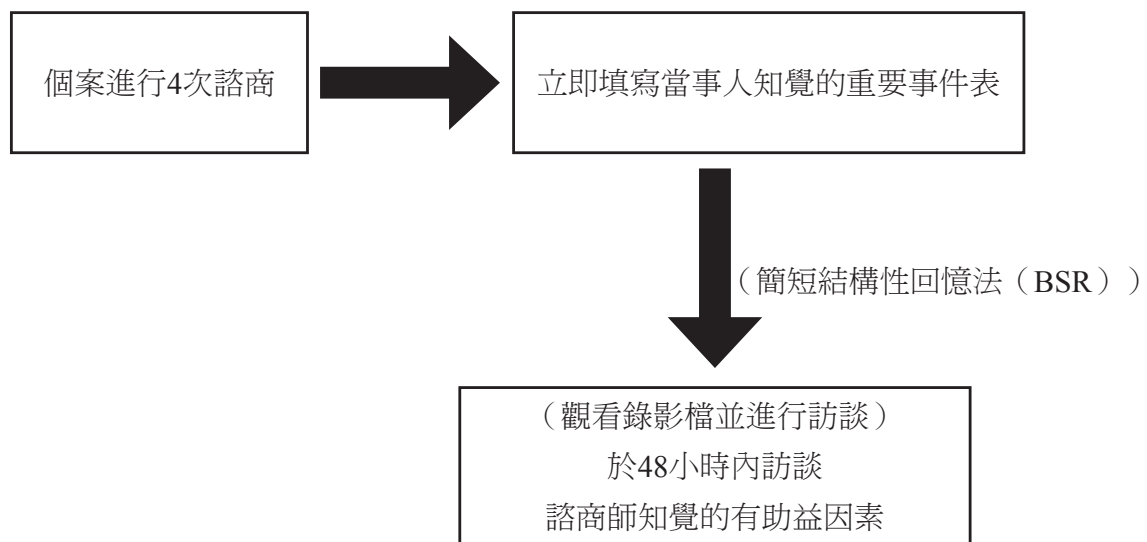 個案進行4次諮商
立即填寫當事人知覺的重要事件表
（簡短結構性回憶法（BSR））
（觀看錄影檔並進行訪談）
於48小時內訪談
諮商師知覺的有助益因素